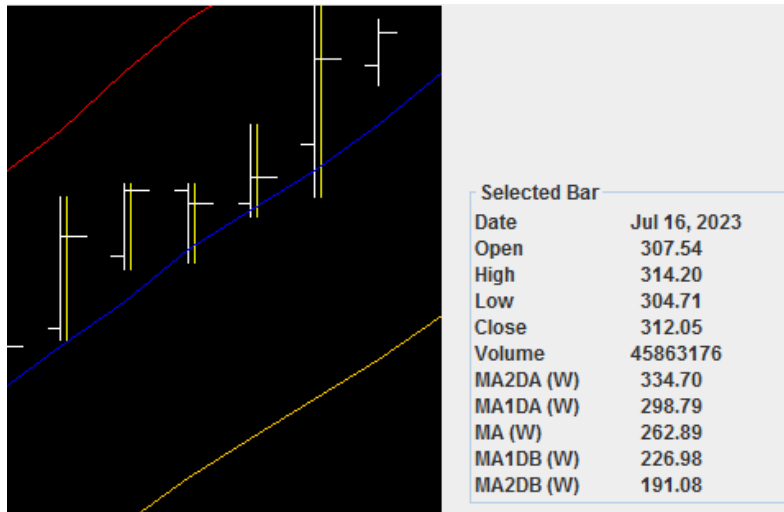 Selected Bar
Date Jul 16, 2023
Open 307.54
High 314.20
Low 304.71
Close 312.05
Volume 45863176
MA2DA (W) 334.70
MA1DA (W) 298.79
MA (W) 262.89
MA1DB (W) 226.98
MA2DB (W) 191.08